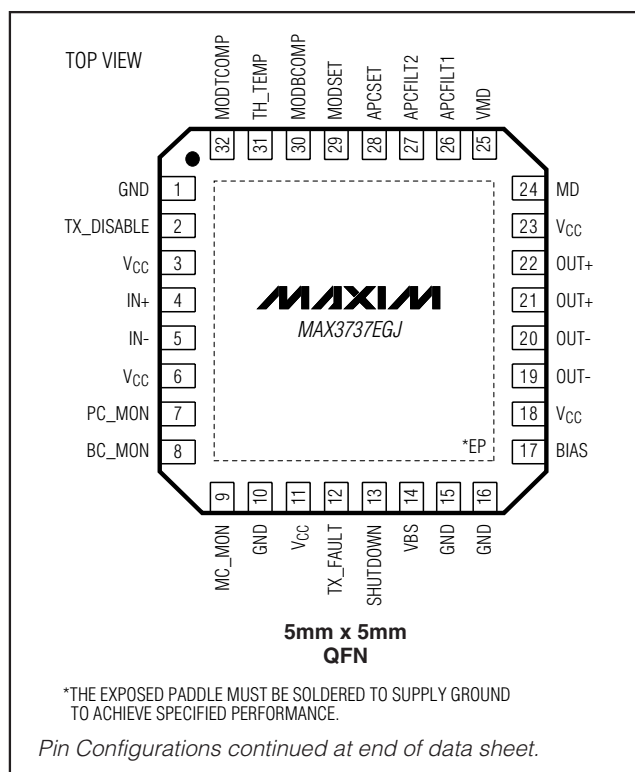 TOP VIEW
MODTCOMP
TH_TEMP
MODBCOMP
MODSET
APCSET
APCFILT2
APCFILT1
VMD
32 31 30 29 28 27 26 25
GND 1
TX_DISABLE 2
VCC 3
IN+ 4
IN- 5
VCC 6
PC_MON 7
BC_MON 8
MAXIM
MAX3737EGJ
*EP
24 MD
23 VCC
22 OUT+
21 OUT+
20 OUT-
19 OUT-
18 VCC
17 BIAS
9 10 11 12 13 14 15 16
MC_MON
GND
VCC
TX_FAULT
SHUTDOWN
VBS
GND
GND
5mm x 5mm
QFN
*THE EXPOSED PADDLE MUST BE SOLDERED TO SUPPLY GROUND
TO ACHIEVE SPECIFIED PERFORMANCE.
Pin Configurations continued at end of data sheet.